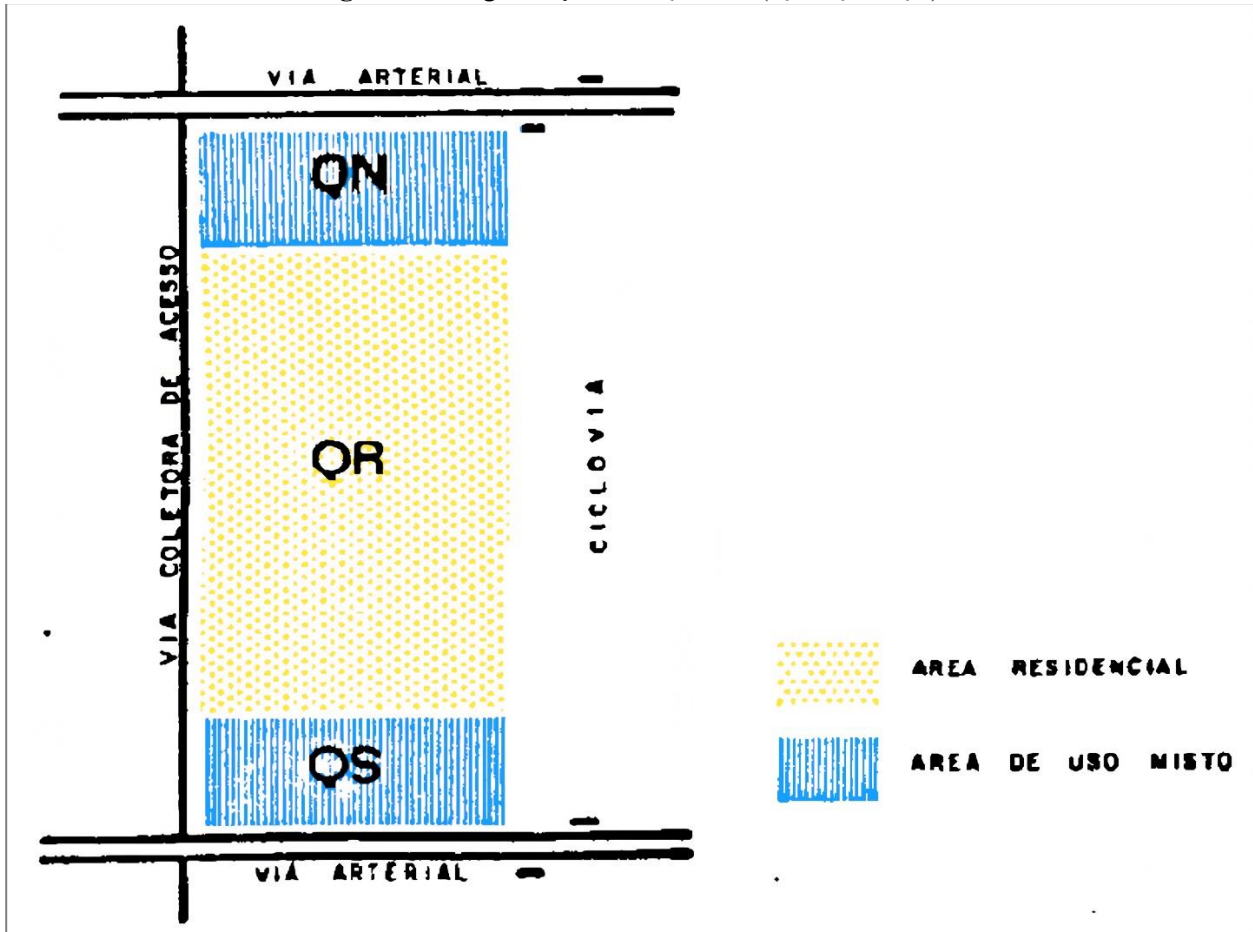 VIA ARTERIAL
QN
VIA COLETORA DE ACESSO
QR
CICLOVIA
AREA RESIDENCIAL
QS
AREA DE USO MISTO
VIA ARTERIAL